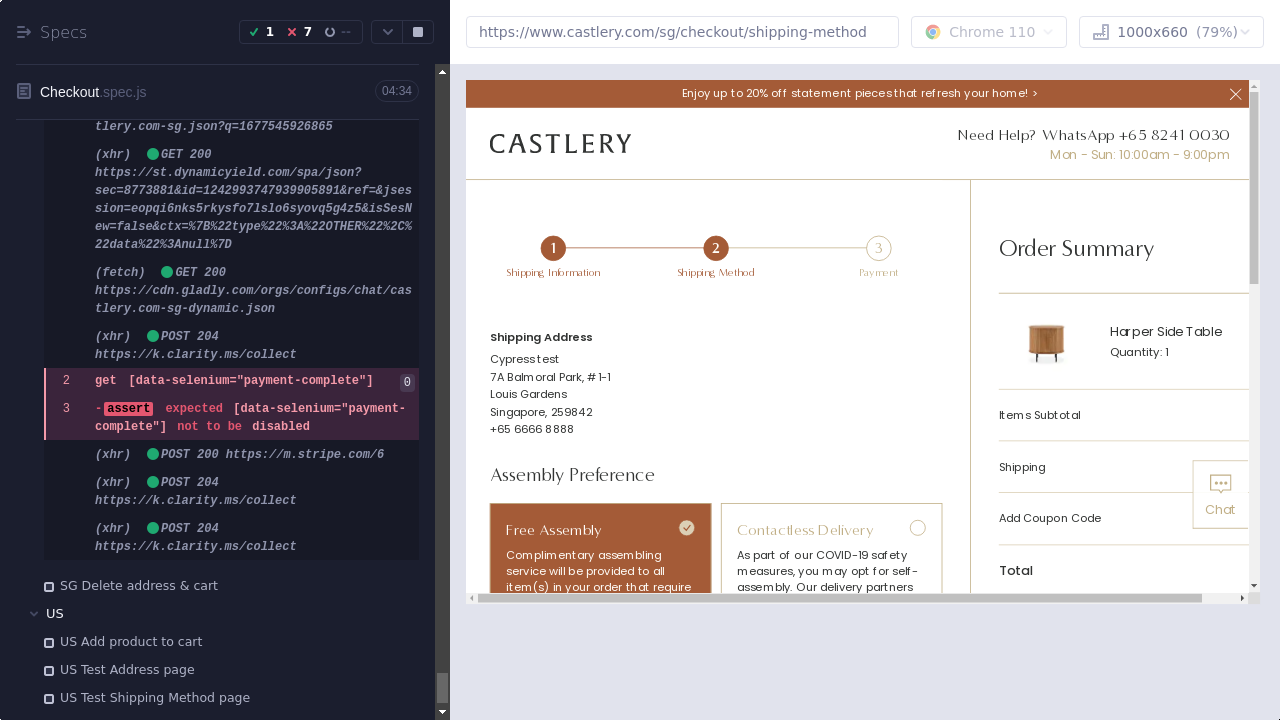 Specs
1
7
--
Checkout.spec.js
04:34
tlery.com-sg.json?q=1677545926865
(xhr) GET 200
https://st.dynamicyield.com/spa/json?
sec=8773881&id=1242993747939905891&ref=&jses
sion=eopqi6nks5rkysfo7lslo6syovq5g4z5&isSesN
ew=false&ctx=%7B%22type%22%3A%22OTHER%22%2C%
22data%22%3Anull%7D
(fetch) GET 200
https://cdn.gladly.com/orgs/configs/chat/cas
tlery.com-sg-dynamic.json
(xhr) POST 204
https://k.clarity.ms/collect
2 get [data-selenium="payment-complete"] 0
3 -assert expected [data-selenium="payment-
complete"] not to be disabled
(xhr) POST 200 https://m.stripe.com/6
(xhr) POST 204
https://k.clarity.ms/collect
(xhr) POST 204
https://k.clarity.ms/collect
SG Delete address & cart
US
US Add product to cart
US Test Address page
US Test Shipping Method page
https://www.castlery.com/sg/checkout/shipping-method
Chrome 110
1000x660 (79%)
Enjoy up to 20% off statement pieces that refresh your home! >
CASTLERY
Need Help? WhatsApp +65 8241 0030
Mon - Sun: 10:00am - 9:00pm
1
2
3
Shipping Information
Shipping Method
Payment
Shipping Address
Cypress test
7A Balmoral Park, #1-1
Louis Gardens
Singapore, 259842
+65 6666 8888
Assembly Preference
Free Assembly
Complimentary assembling
service will be provided to all
item(s) in your order that require
Contactless Delivery
As part of our COVID-19 safety
measures, you may opt for self-
assembly. Our delivery partners
Order Summary
Harper Side Table
Quantity: 1
Items Subtotal
Shipping
Add Coupon Code
Total
Chat